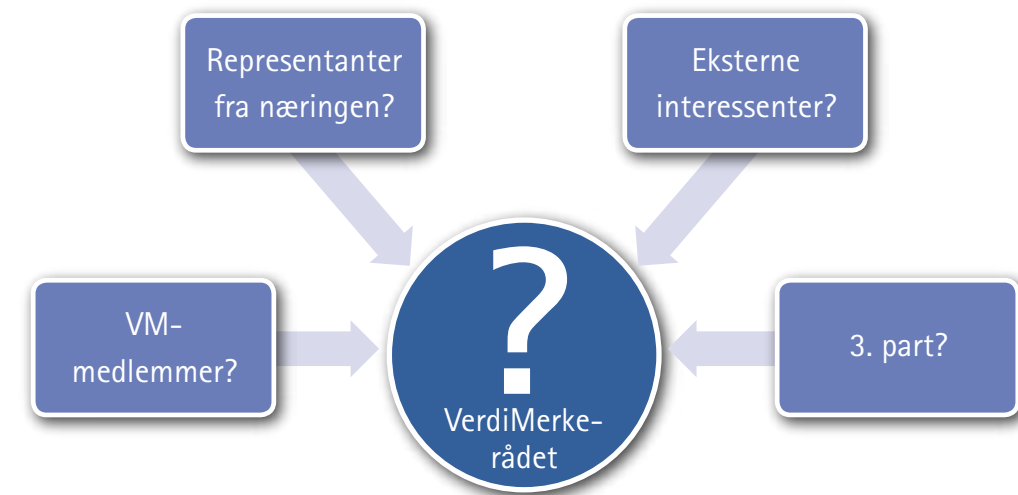 Representanter
fra næringen?
Eksterne
interessenter?
VM-
medlemmer?
?
VerdiMerke-
rådet
3. part?